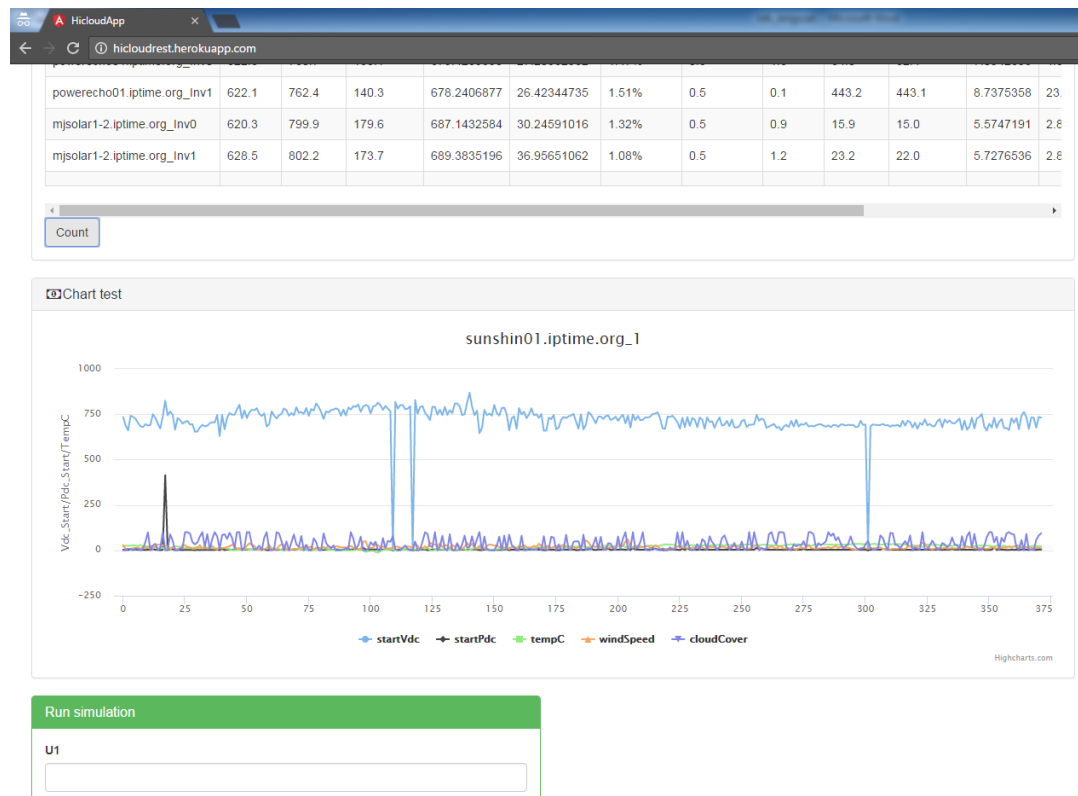 HicloudApp
hicloudrest.herokuapp.com
powerecho01.iptime.org_Inv1 622.1 762.4 140.3 678.2406877 26.42344735 1.51% 0.5 0.1 443.2 443.1 8.7375358 23.
mjsolar1-2.iptime.org_Inv0 620.3 799.9 179.6 687.1432584 30.24591016 1.32% 0.5 0.9 15.9 15.0 5.5747191 2.8
mjsolar1-2.iptime.org_Inv1 628.5 802.2 173.7 689.3835196 36.95651062 1.08% 0.5 1.2 23.2 22.0 5.7276536 2.8
Count
Chart test
sunshin01.iptime.org_1
Vdc_Start/Pdc_Start/TempC
1000
750
500
250
0
-250
0 25 50 75 100 125 150 175 200 225 250 275 300 325 350 375
startVdc startPdc tempC windSpeed cloudCover
Highcharts.com
Run simulation
U1